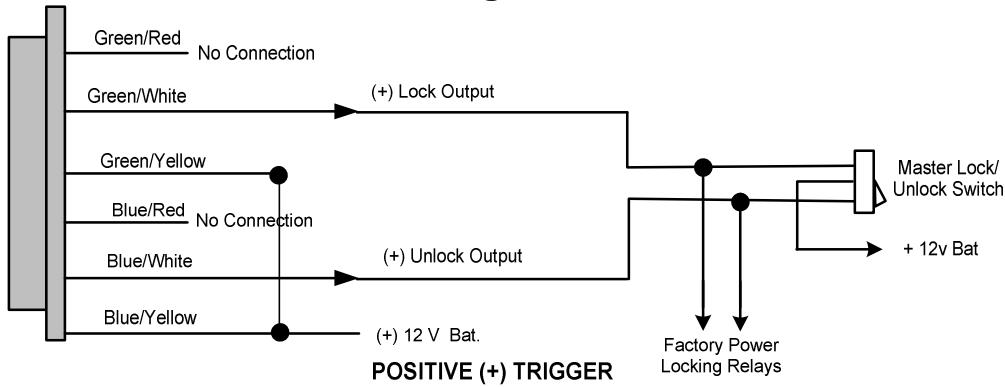 Green/Red
No Connection
Green/White
(+) Lock Output
Green/Yellow
Master Lock/
Unlock Switch
Blue/Red
No Connection
Blue/White
(+) Unlock Output
+ 12v Bat
Blue/Yellow
(+) 12 V Bat.
Factory Power
Locking Relays
POSITIVE (+) TRIGGER